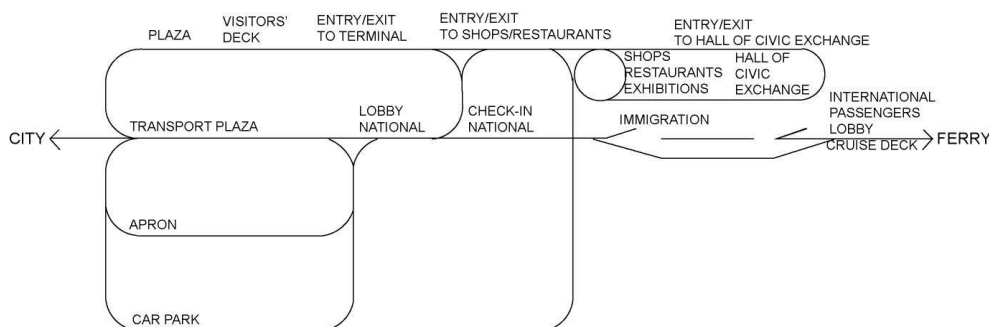 PLAZA
VISITORS'
DECK
ENTRY/EXIT
TO TERMINAL
ENTRY/EXIT
TO SHOPS/RESTAURANTS
ENTRY/EXIT
TO HALL OF CIVIC EXCHANGE
SHOPS
RESTAURANTS
EXHIBITIONS
HALL OF
CIVIC
EXCHANGE
CITY
TRANSPORT PLAZA
LOBBY
NATIONAL
CHECK-IN
NATIONAL
IMMIGRATION
INTERNATIONAL
PASSENGERS
LOBBY
CRUISE DECK
FERRY
APRON
CAR PARK